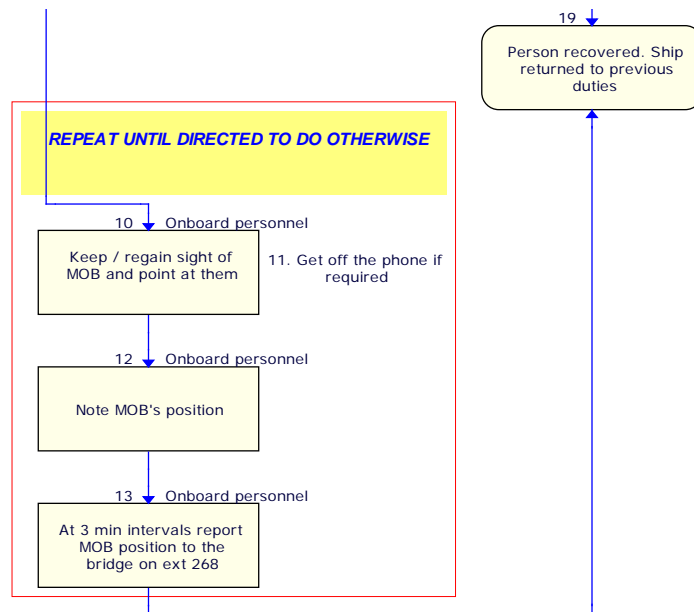 19
Person recovered. Ship
returned to previous
duties
REPEAT UNTIL DIRECTED TO DO OTHERWISE
10 Onboard personnel
Keep / regain sight of
MOB and point at them
11. Get off the phone if
required
12 Onboard personnel
Note MOB's position
13 Onboard personnel
At 3 min intervals report
MOB position to the
bridge on ext 268